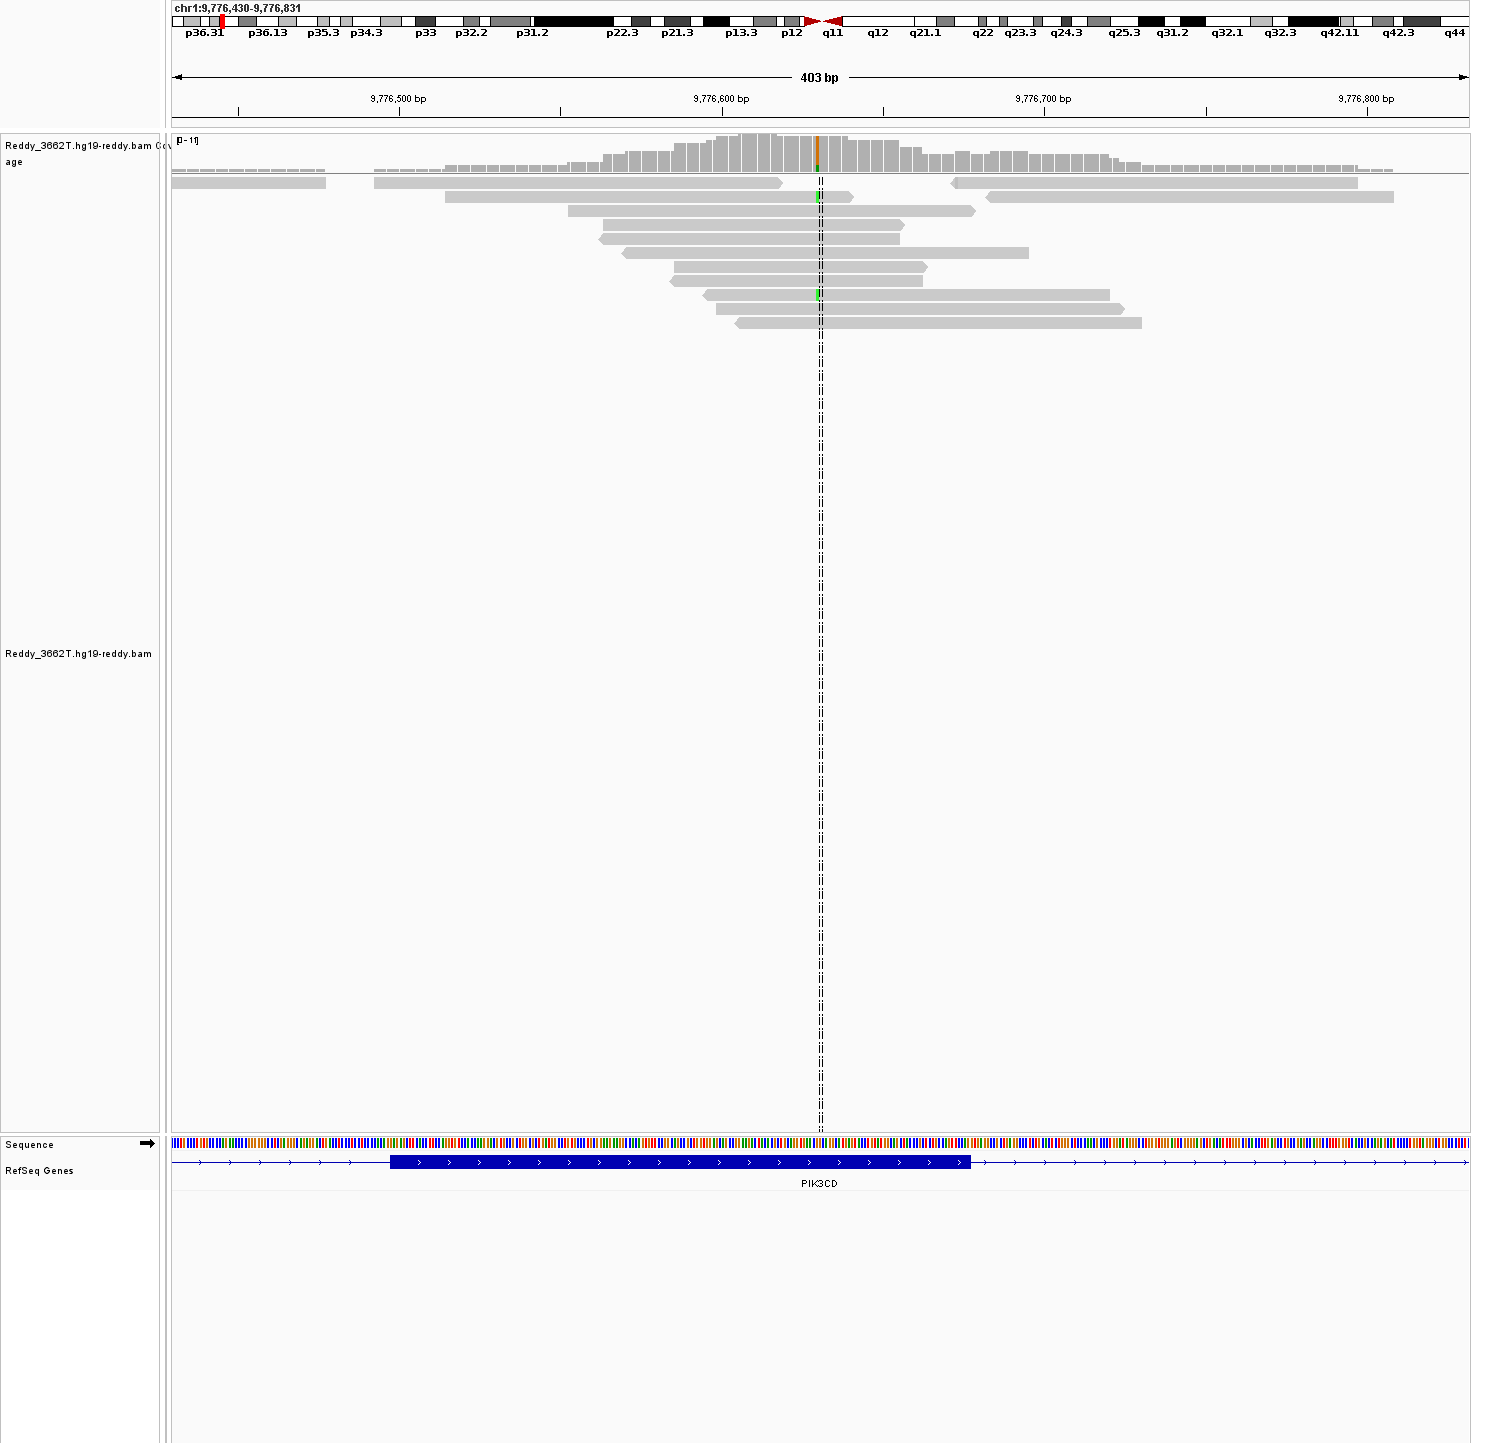 chr1:9,776,430-9,776,831
p36.31 p36.13 p35.3 p34.3 p33 p32.2 p31.2 p22.3 p21.3 p13.3 p12 q11 q12 q21.1 q22 q23.3 q24.3 q25.3 q31.2 q32.1 q32.3 q42.11 q42.3 q44
403 bp
9,776,500 bp 9,776,600 bp 9,776,700 bp 9,776,800 bp
Reddy_3662T.hg19-reddy.bam Cov
age
[0 - 11]
Reddy_3662T.hg19-reddy.bam
Sequence
RefSeq Genes
PIK3CD